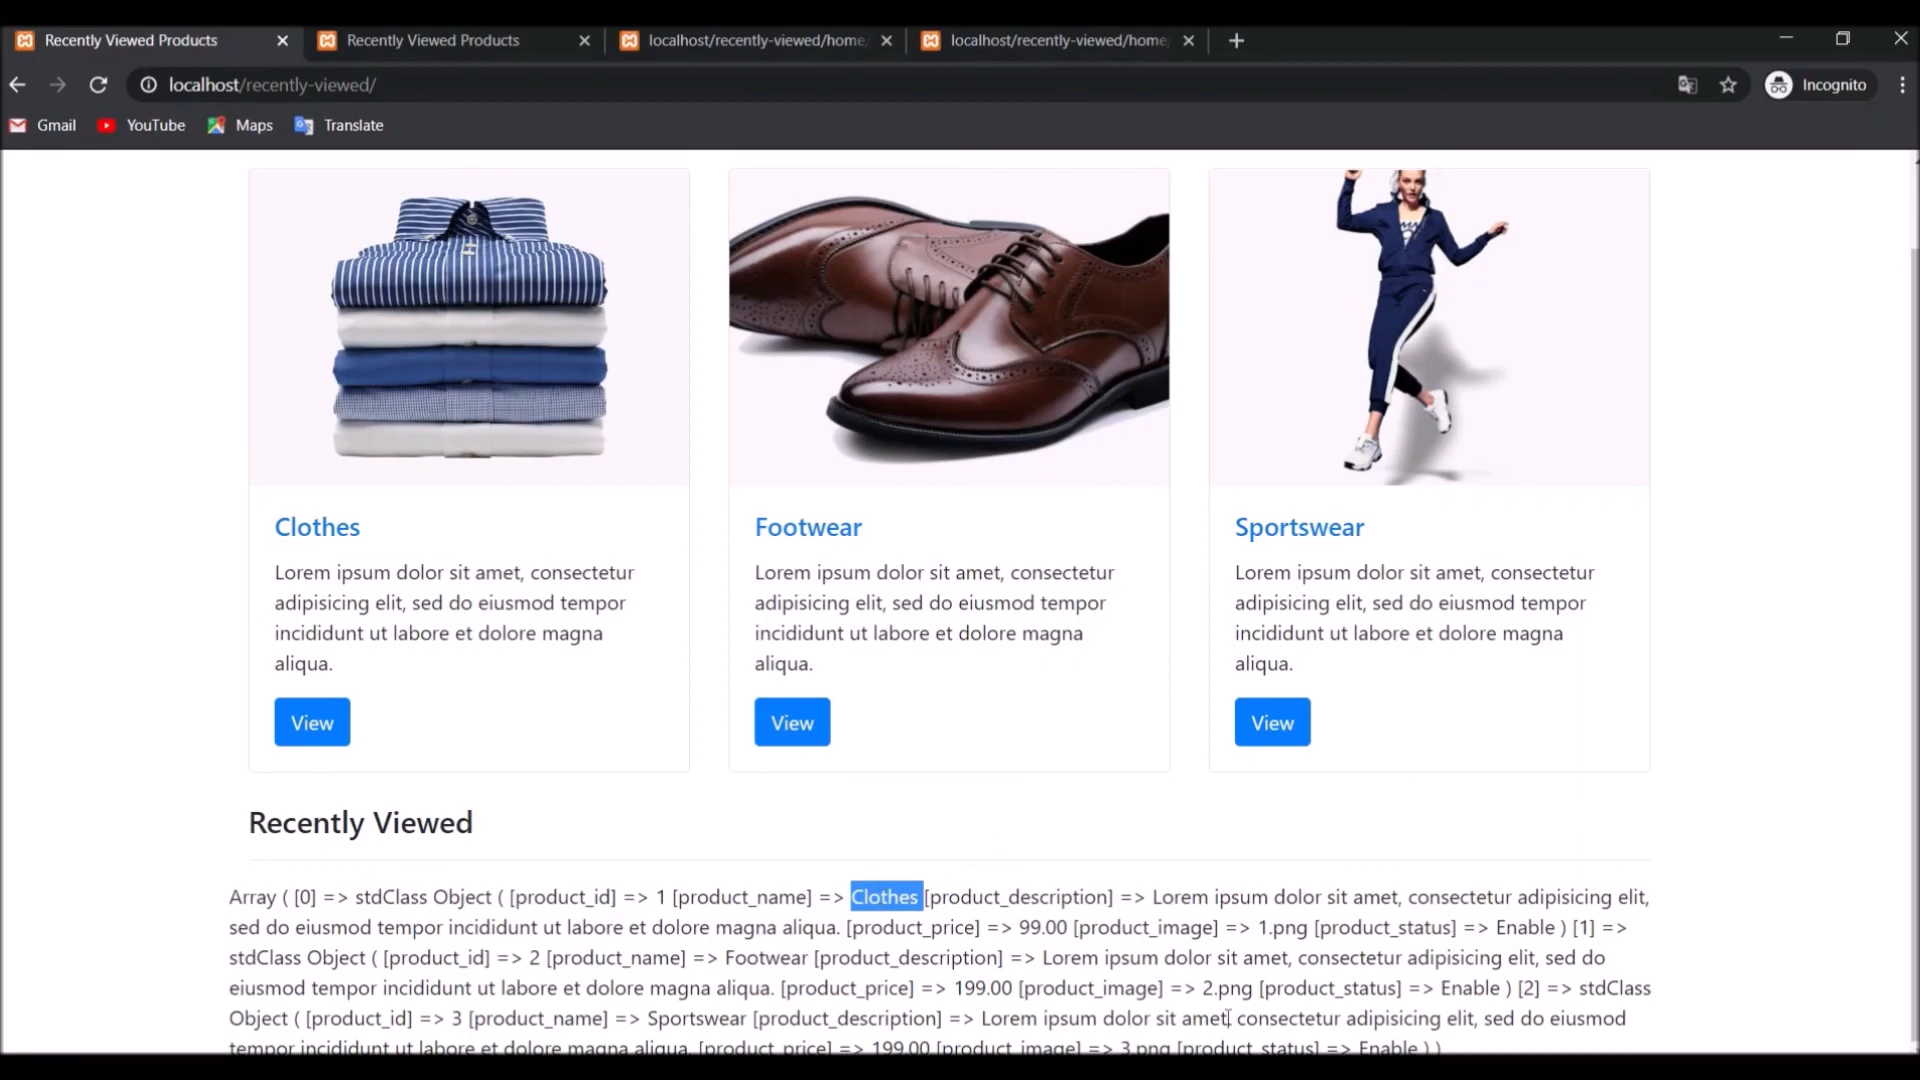 Recently Viewed Products
Recently Viewed Products
localhost/recently-viewed/home
localhost/recently-viewed/home
localhost/recently-viewed/
Incognito
Gmail
YouTube
Maps
Translate
Clothes
Lorem ipsum dolor sit amet, consectetur
adipisicing elit, sed do eiusmod tempor
incididunt ut labore et dolore magna
aliqua.
View
Footwear
Lorem ipsum dolor sit amet, consectetur
adipisicing elit, sed do eiusmod tempor
incididunt ut labore et dolore magna
aliqua.
View
Sportswear
Lorem ipsum dolor sit amet, consectetur
adipisicing elit, sed do eiusmod tempor
incididunt ut labore et dolore magna
aliqua.
View
Recently Viewed
Array ( [0] => stdClass Object ( [product_id] => 1 [product_name] => Clothes [product_description] => Lorem ipsum dolor sit amet, consectetur adipisicing elit,
sed do eiusmod tempor incididunt ut labore et dolore magna aliqua. [product_price] => 99.00 [product_image] => 1.png [product_status] => Enable ) [1] =>
stdClass Object ( [product_id] => 2 [product_name] => Footwear [product_description] => Lorem ipsum dolor sit amet, consectetur adipisicing elit, sed do
eiusmod tempor incididunt ut labore et dolore magna aliqua. [product_price] => 199.00 [product_image] => 2.png [product_status] => Enable ) [2] => stdClass
Object ( [product_id] => 3 [product_name] => Sportswear [product_description] => Lorem ipsum dolor sit amet, consectetur adipisicing elit, sed do eiusmod
tempor incididunt ut labore et dolore magna aliqua. [product_price] => 199.00 [product_image] => 3.png [product_status] => Enable ) )